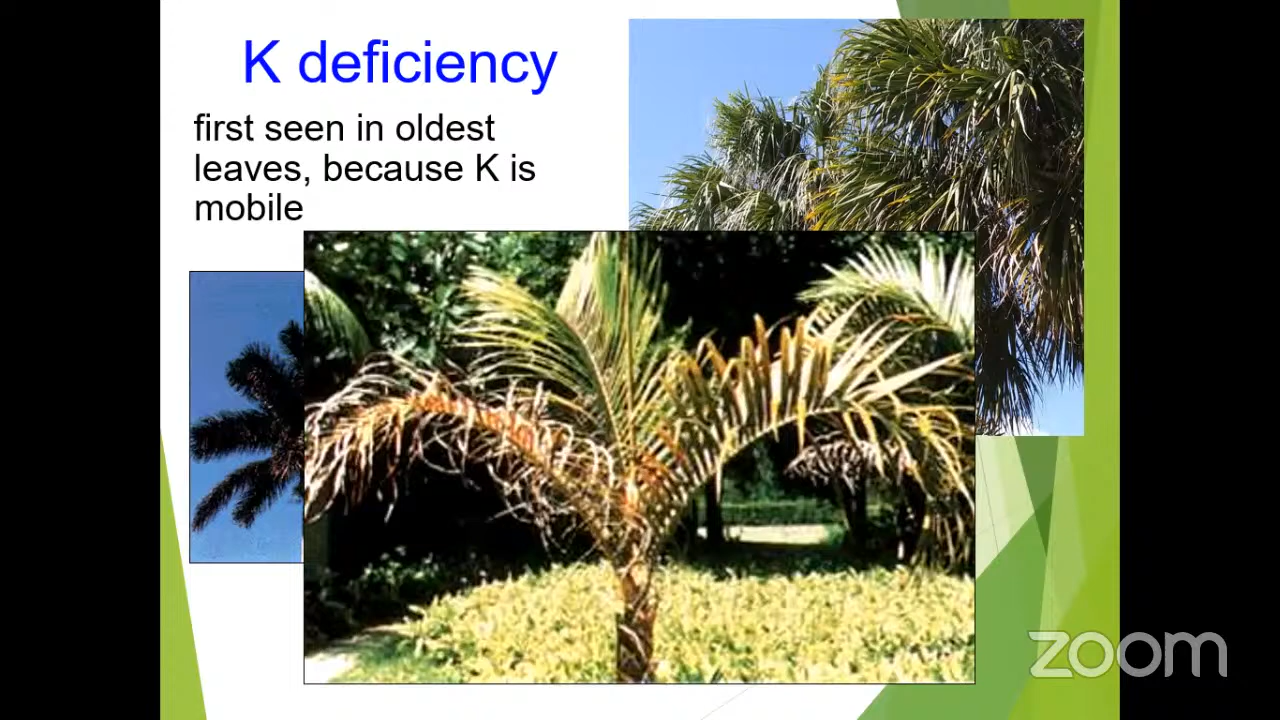 K deficiency
first seen in oldest
leaves, because K is
mobile
zoom